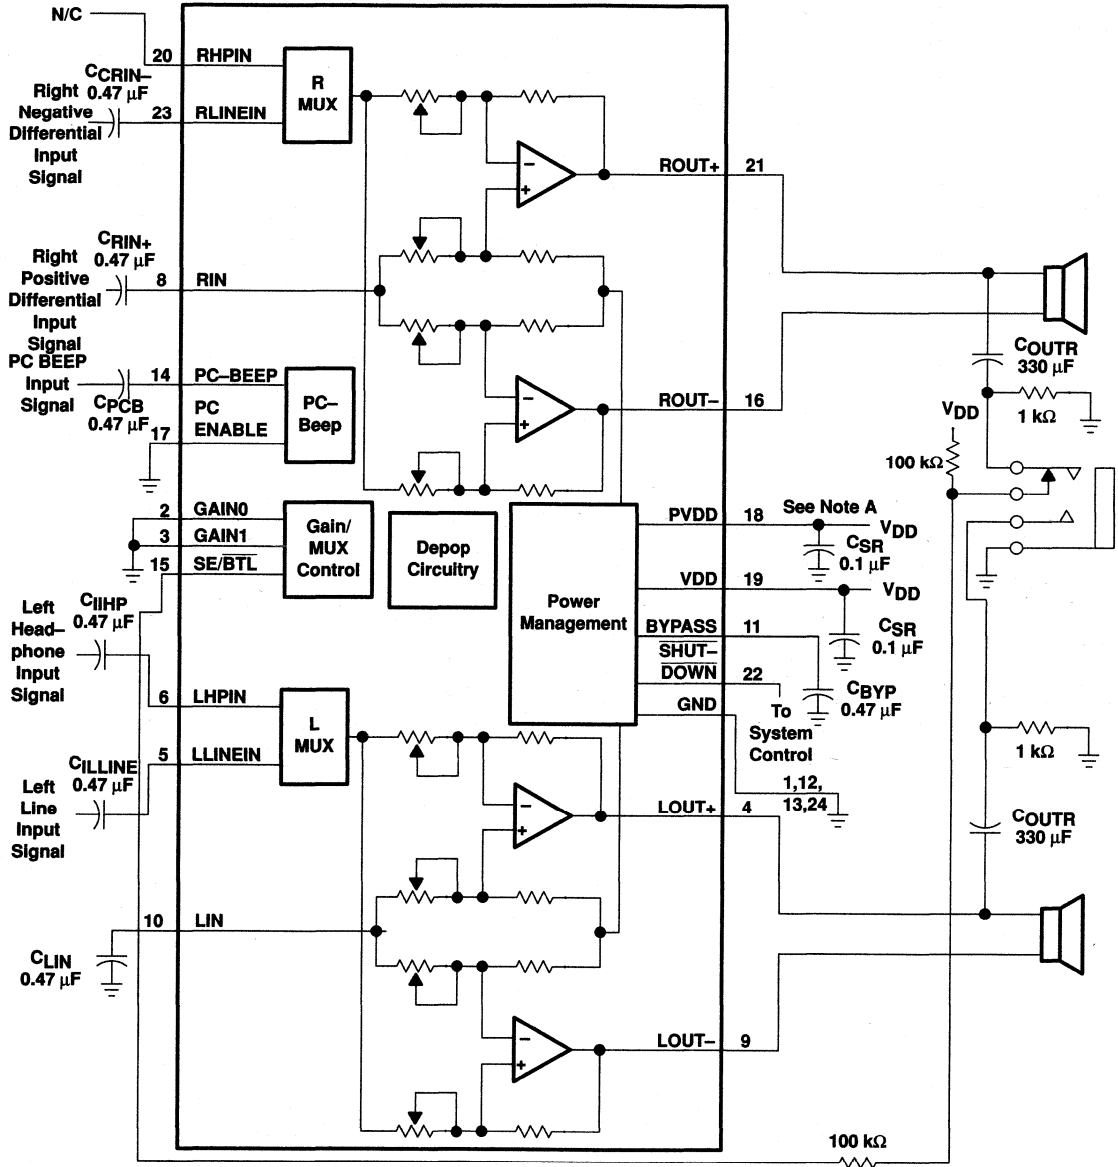 N/C
20 RHPIN
CCRIN–
0.47 µF
Right
Negative
Differential
Input
Signal
23 RLINEIN
R
MUX
ROUT+ 21
CRIN+
0.47 µF
Right
Positive
Differential
Input
Signal
8 RIN
PC BEEP
Input
Signal
CPCB
0.47 µF
14 PC–BEEP
PC
ENABLE
17
PC–
Beep
ROUT– 16
COUTR
330 µF
1 kΩ
VDD
100 kΩ
2 GAIN0
3 GAIN1
15 SE/BTL
Gain/
MUX
Control
Depop
Circuitry
Power
Management
PVDD 18
See Note A
VDD
CSR
0.1 µF
VDD 19
VDD
CSR
0.1 µF
BYPASS 11
SHUT–
DOWN 22
GND
CBYP
0.47 µF
To
System
Control
1,12,
13,24
CIIHP
0.47 µF
Left
Head–
phone
Input
Signal
6 LHPIN
L
MUX
5 LLINEIN
CILLINE
0.47 µF
Left
Line
Input
Signal
LOUT+ 4
1 kΩ
COUTR
330 µF
10 LIN
CLIN
0.47 µF
LOUT– 9
100 kΩ